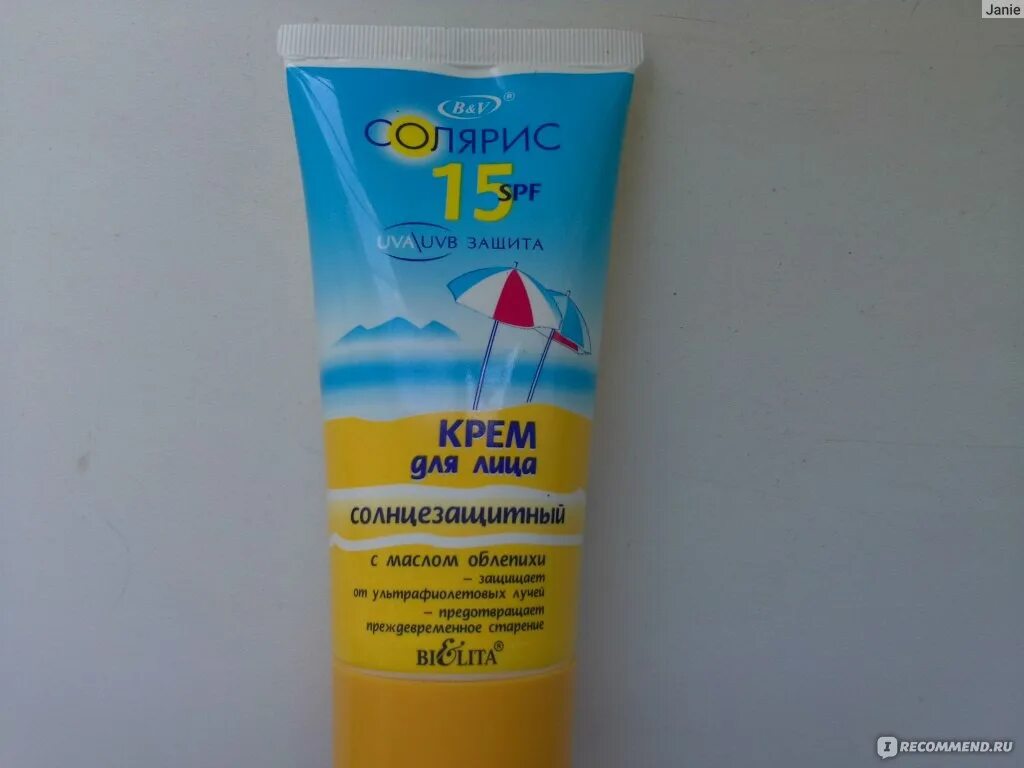 Janie
B&V®
СОЛЯРИС
15 SPF
UVA\UVB ЗАЩИТА
КРЕМ
для лица
солнцезащитный
с маслом облепихи
– защищает
от ультрафиолетовых лучей
– предотвращает
преждевременное старение
BIELITA®
IRECOMMEND.RU